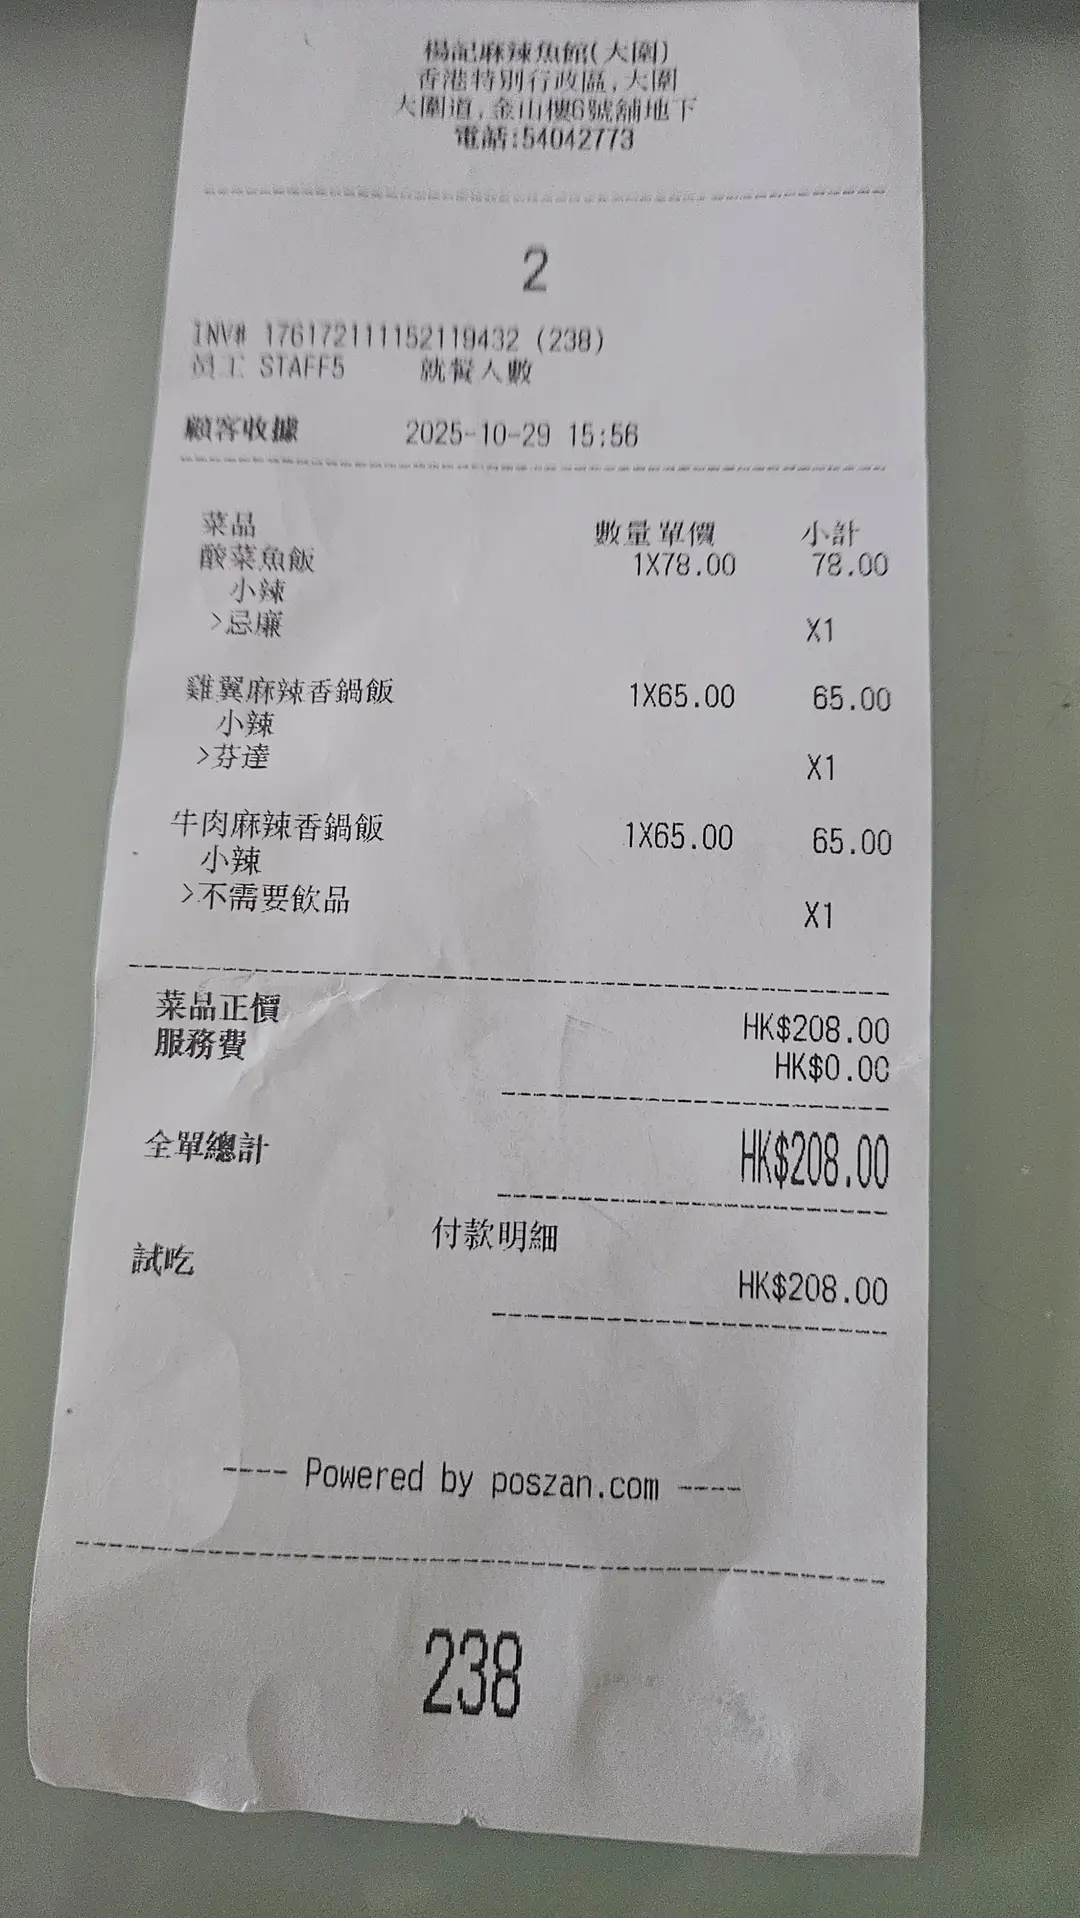 楊記麻辣魚館(大圍)
香港特別行政區,大圍
大圍道,金山樓6號舖地下
電話:54042773
2
INV# 176172111152119432 (238)
員工 STAFF5 就餐人數
顧客收據 2025-10-29 15:56
菜品 數量單價 小計
酸菜魚飯 1X78.00 78.00
小辣
>忌廉 X1
雞翼麻辣香鍋飯 1X65.00 65.00
小辣
>芬達 X1
牛肉麻辣香鍋飯 1X65.00 65.00
小辣
>不需要飲品 X1
菜品正價 HK$208.00
服務費 HK$0.00
全單總計 HK$208.00
付款明細
試吃 HK$208.00
---- Powered by poszan.com ----
238